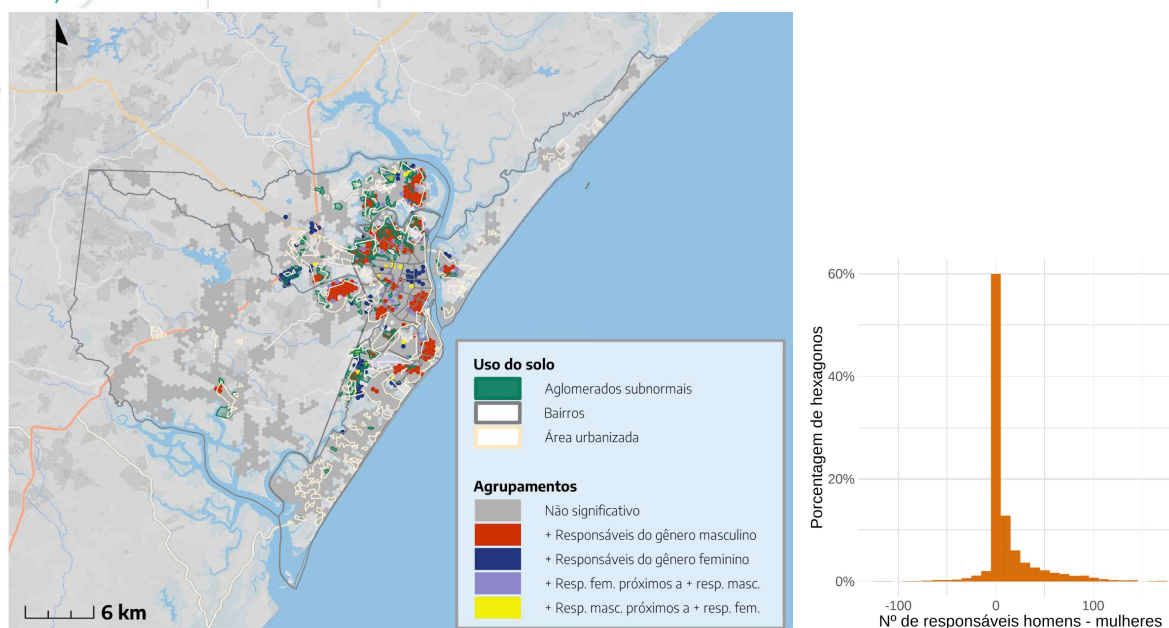 6 km
Uso do solo
Aglomerados subnormais
Bairros
Área urbanizada
Agrupamentos
Não significativo
+ Responsáveis do gênero masculino
+ Responsáveis do gênero feminino
+ Resp. fem. próximos a + resp. masc.
+ Resp. masc. próximos a + resp. fem.
Porcentagem de hexagonos
60%
40%
20%
0%
-100 0 100
Nº de responsáveis homens - mulheres